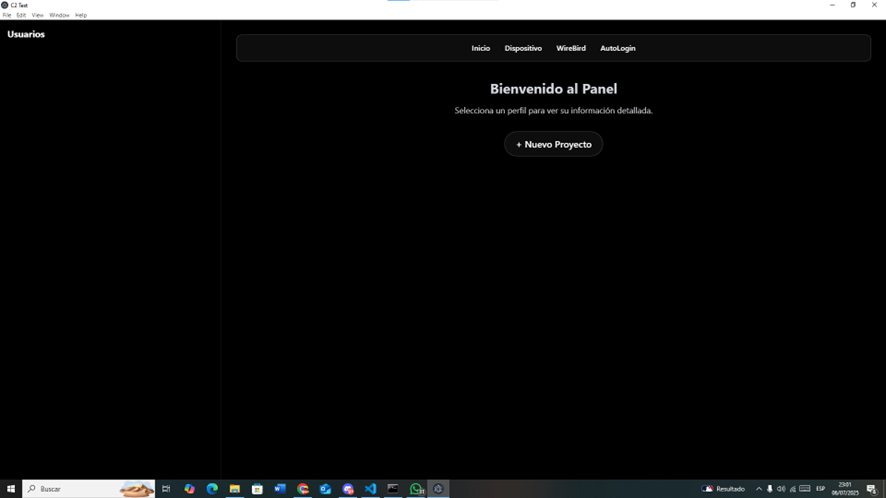 C2 Test
File Edit View Window Help
Usuarios
Inicio Dispositivo WireBird AutoLogin
Bienvenido al Panel
Selecciona un perfil para ver su información detallada.
+ Nuevo Proyecto
Buscar
Resultado
ESP
23:01
06/07/2025